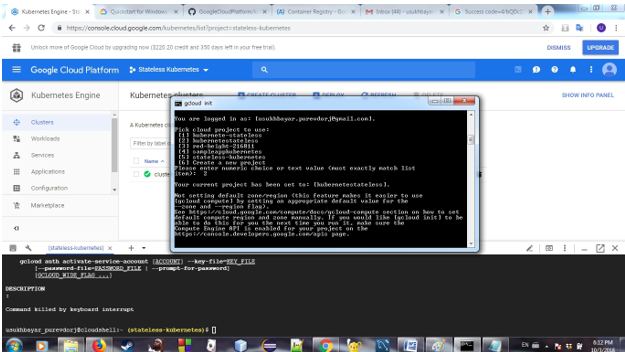 Kubernetes Engine - St
Quickstart for Windows
GoogleCloudPlatform/
Container Registry - Go
Inbox (44) - usukhbayar
Success code=4/
https://console.cloud.google.com/kubernetes/list?project=stateless-kubernetes
Unlock more of Google Cloud by upgrading now ($220.20 credit and 350 days left in your free trial).
DISMISS
UPGRADE
Google Cloud Platform
Stateless Kubernetes
Kubernetes Engine
Kubernetes clusters
CREATE CLUSTER
DEPLOY
REFRESH
DELETE
SHOW INFO PANEL
Clusters
Workloads
Services
Applications
Configuration
Marketplace
A Kubernetes
Filter by label
Name
cluste
gcloud init
You are logged in as: [usukhbayar.purevdorj@gmail.com].
Pick cloud project to use:
[1] kubernete-stateless
[2] kubernetestateless
[3] red-height-216811
[4] sampleappkubernetes
[5] stateless-kubernetes
[6] Create a new project
Please enter numeric choice or text value (must exactly match list
item): 2
Your current project has been set to: [kubernetestateless].
Not setting default zone/region (this feature makes it easier to use
[gcloud compute] by setting an appropriate default value for the
--zone and --region flag).
See https://cloud.google.com/compute/docs/gcloud-compute section on how to set
default compute region and zone manually. If you would like [gcloud init] to be
able to do this for you the next time you run it, make sure the
Compute Engine API is enabled for your project on the
https://console.developers.google.com/apis page.
(stateless-kubernetes)
gcloud auth activate-service-account [ACCOUNT] --key-file=KEY_FILE
[--password-file=PASSWORD_FILE | --prompt-for-password]
[GCLOUD_WIDE_FLAG ...]
DESCRIPTION
:
Command killed by keyboard interrupt
usukhbayar_purevdorj@cloudshell:~ (stateless-kubernetes)$
EN
6:12 PM
10/1/2018